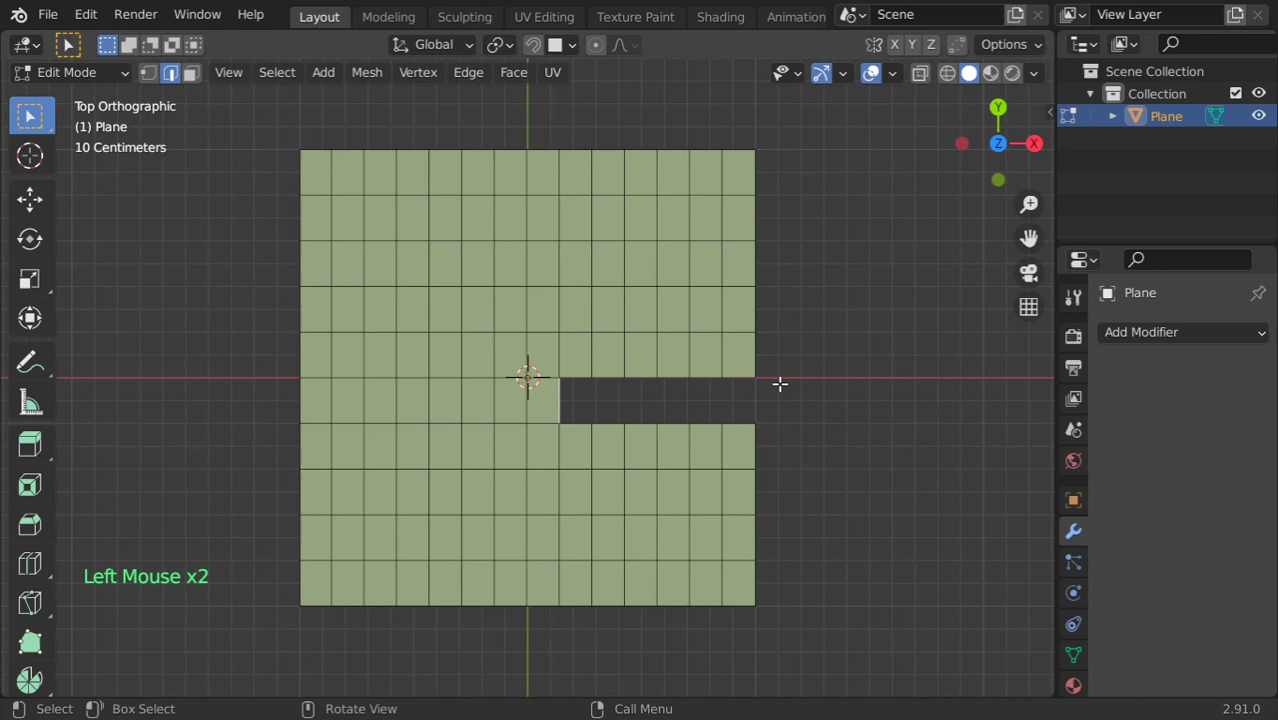 File Edit Render Window Help Layout Modeling Sculpting UV Editing Texture Paint Shading Animation Scene View Layer
Global X Y Z Options
Edit Mode View Select Add Mesh Vertex Edge Face UV Scene Collection
Collection
Plane
Top Orthographic
(1) Plane
10 Centimeters
Y
Z X
Plane
Add Modifier
Left Mouse x2
Select Box Select Rotate View Call Menu 2.91.0